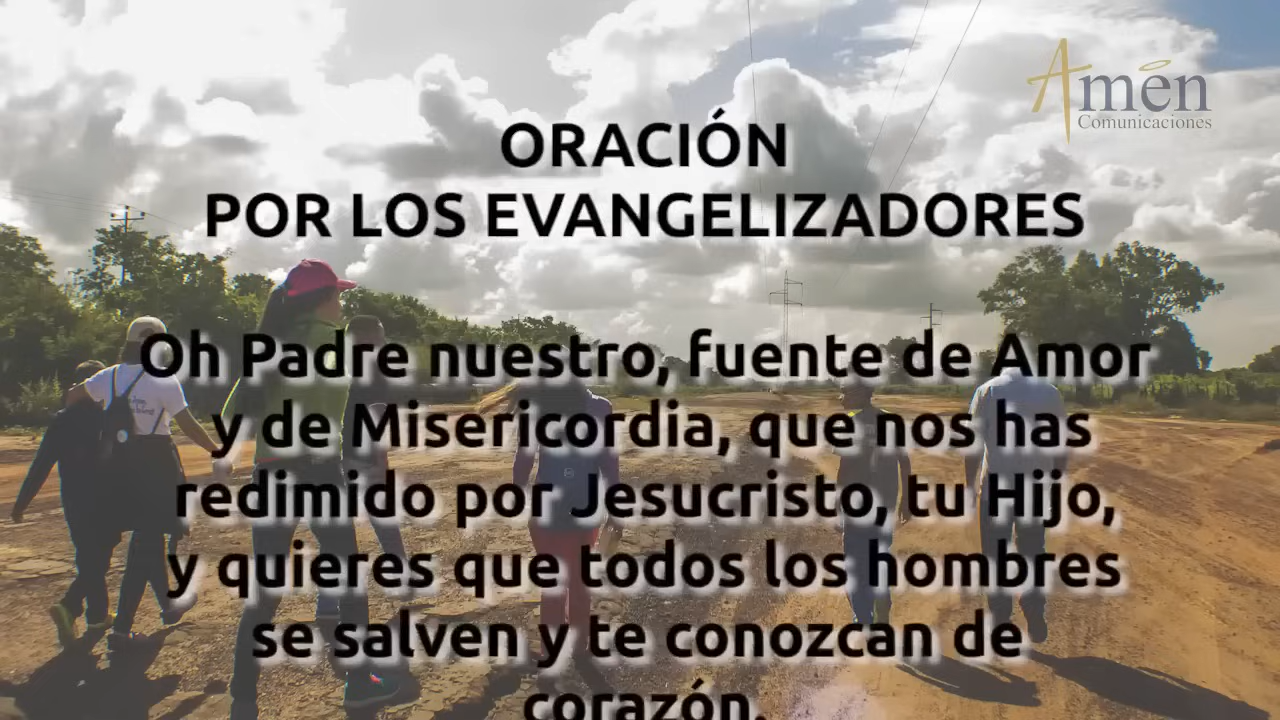 Amén
Comunicaciones
ORACIÓN
POR LOS EVANGELIZADORES
Oh Padre nuestro, fuente de Amor
y de Misericordia, que nos has
redimido por Jesucristo, tu Hijo,
y quieres que todos los hombres
se salven y te conozcan de
corazón.